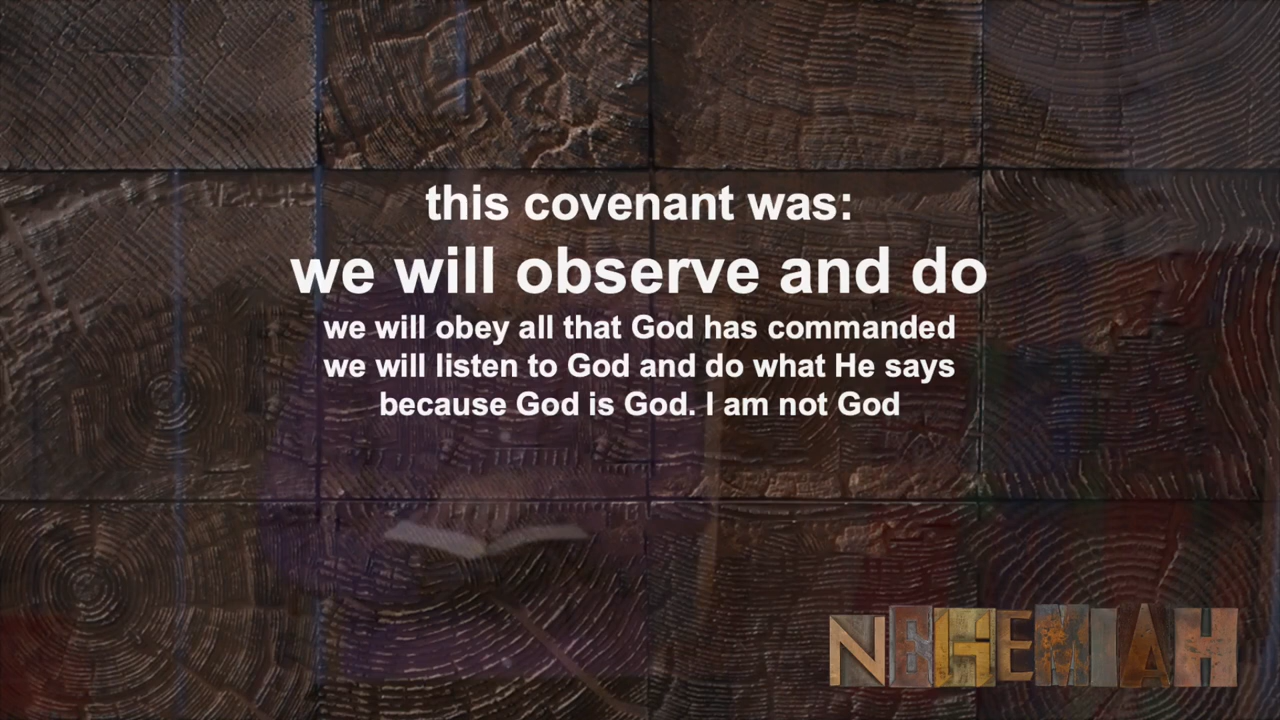 this covenant was:
we will observe and do
we will obey all that God has commanded
we will listen to God and do what He says
because God is God. I am not God
NEHEMIAH